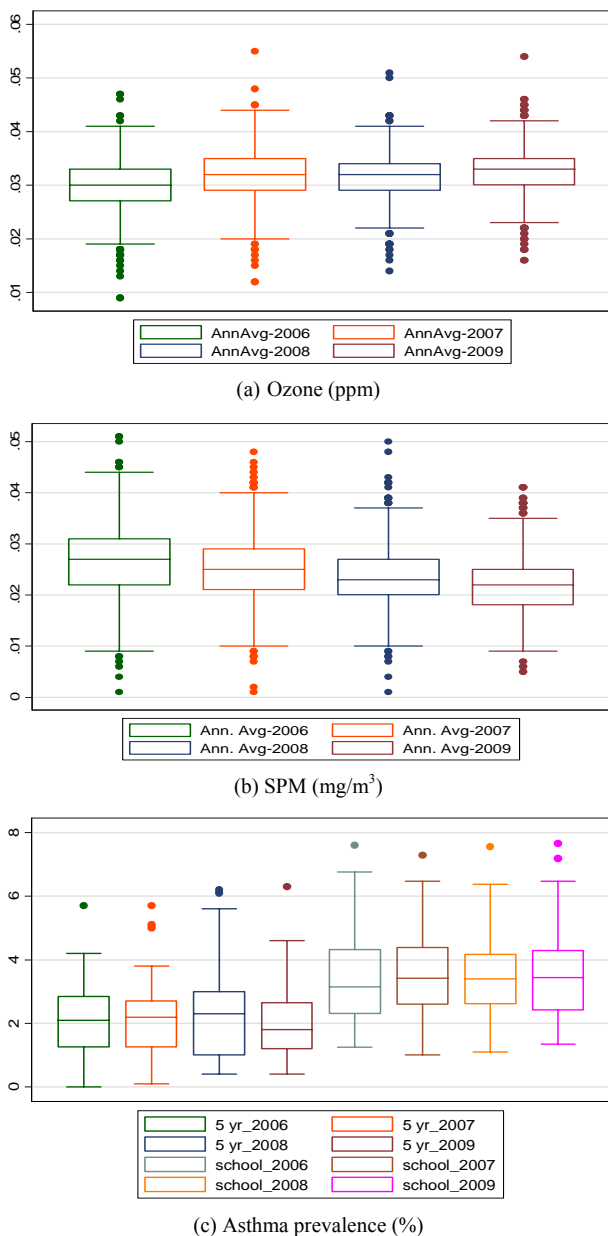 .06
.05
.04
.03
.02
.01
AnnAvg-2006 AnnAvg-2007
AnnAvg-2008 AnnAvg-2009
(a) Ozone (ppm)
.05
.04
.03
.02
.01
0
Ann. Avg-2006 Ann. Avg-2007
Ann. Avg-2008 Ann. Avg-2009
(b) SPM (mg/m³)
8
6
4
2
0
5 yr_2006 5 yr_2007
5 yr_2008 5 yr_2009
school_2006 school_2007
school_2008 school_2009
(c) Asthma prevalence (%)